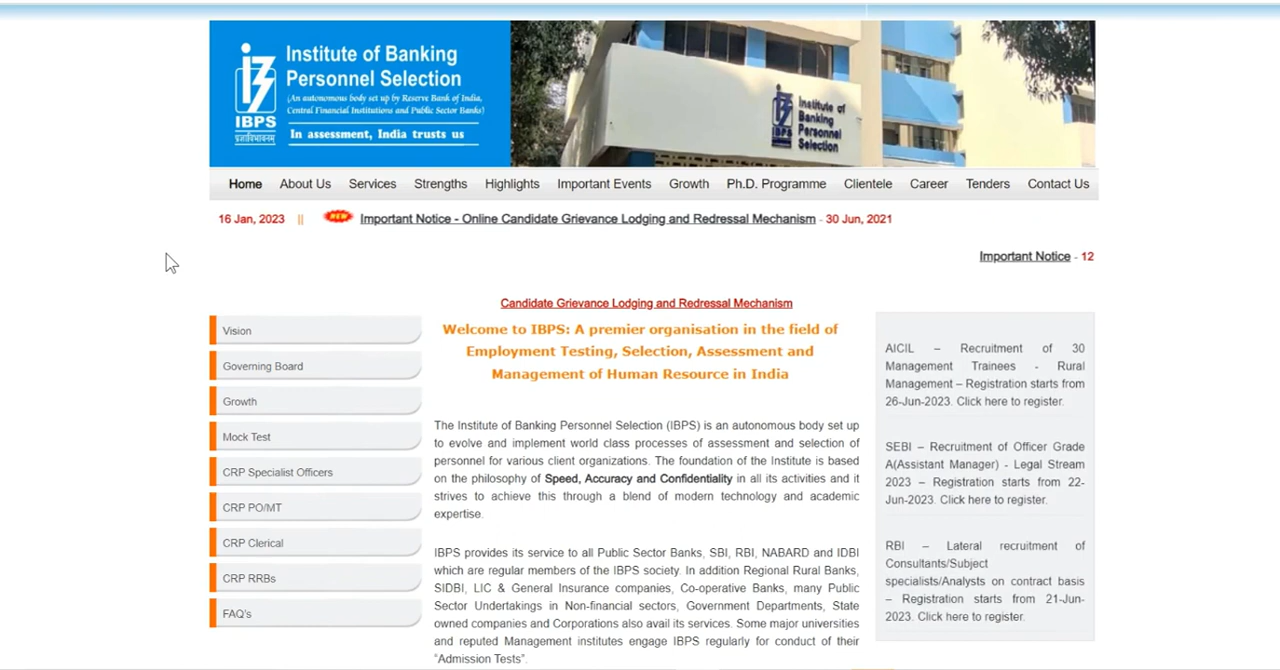 Institute of Banking
Personnel Selection
(An autonomous body set up by Reserve Bank of India,
Central Financial Institutions and Public Sector Banks)
In assessment, India trusts us
IBPS
Institute of
Banking
Personnel
Selection
IBPS
Home About Us Services Strengths Highlights Important Events Growth Ph.D. Programme Clientele Career Tenders Contact Us
16 Jan, 2023 || NEW Important Notice - Online Candidate Grievance Lodging and Redressal Mechanism - 30 Jun, 2021
Important Notice - 12
Candidate Grievance Lodging and Redressal Mechanism
Vision
Governing Board
Growth
Mock Test
CRP Specialist Officers
CRP PO/MT
CRP Clerical
CRP RRBs
FAQ's
Welcome to IBPS: A premier organisation in the field of
Employment Testing, Selection, Assessment and
Management of Human Resource in India
The Institute of Banking Personnel Selection (IBPS) is an autonomous body set up
to evolve and implement world class processes of assessment and selection of
personnel for various client organizations. The foundation of the Institute is based
on the philosophy of Speed, Accuracy and Confidentiality in all its activities and it
strives to achieve this through a blend of modern technology and academic
expertise.
IBPS provides its service to all Public Sector Banks, SBI, RBI, NABARD and IDBI
which are regular members of the IBPS society. In addition Regional Rural Banks,
SIDBI, LIC & General Insurance companies, Co-operative Banks, many Public
Sector Undertakings in Non-financial sectors, Government Departments, State
owned companies and Corporations also avail its services. Some major universities
and reputed Management institutes engage IBPS regularly for conduct of their
"Admission Tests".
AICIL – Recruitment of 30
Management Trainees - Rural
Management – Registration starts from
26-Jun-2023. Click here to register.
SEBI – Recruitment of Officer Grade
A(Assistant Manager) - Legal Stream
2023 – Registration starts from 22-
Jun-2023. Click here to register.
RBI – Lateral recruitment of
Consultants/Subject
specialists/Analysts on contract basis
– Registration starts from 21-Jun-
2023. Click here to register.